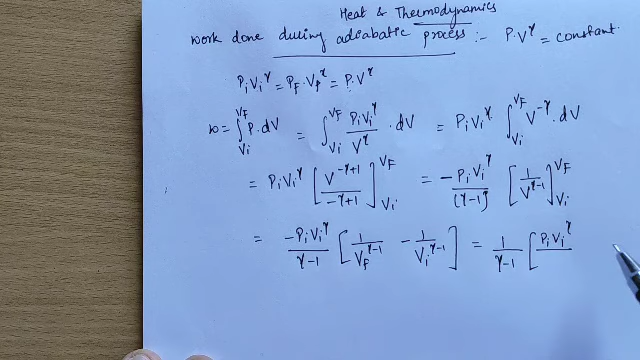 Heat & Thermodynamics
work done during adiabatic process :- P.V^γ = constant
P_i V_i^γ = P_F . V_F^γ = P.V^γ
w = ∫_{V_i}^{V_F} P.dV = ∫_{V_i}^{V_F} P_i V_i^γ / V^γ . dV = P_i V_i^γ . ∫_{V_i}^{V_F} V^{-γ} . dV
= P_i V_i^γ [ V^{-γ+1} / -γ+1 ]_{V_i}^{V_F} = -P_i V_i^γ / (γ-1) [ 1 / V^{γ-1} ]_{V_i}^{V_F}
= -P_i V_i^γ / γ-1 [ 1 / V_f^{γ-1} - 1 / V_i^{γ-1} ] = 1 / γ-1 [ P_i V_i^γ